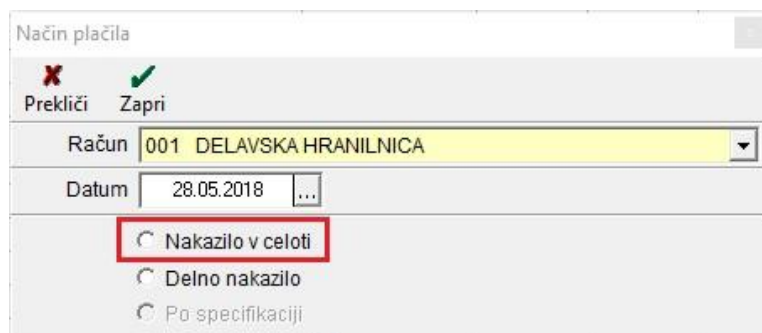 Način plačila
Prekliči Zapri
Račun 001 DELAVSKA HRANILNICA
Datum 28.05.2018 ...
Nakazilo v celoti
Delno nakazilo
Po specifikaciji